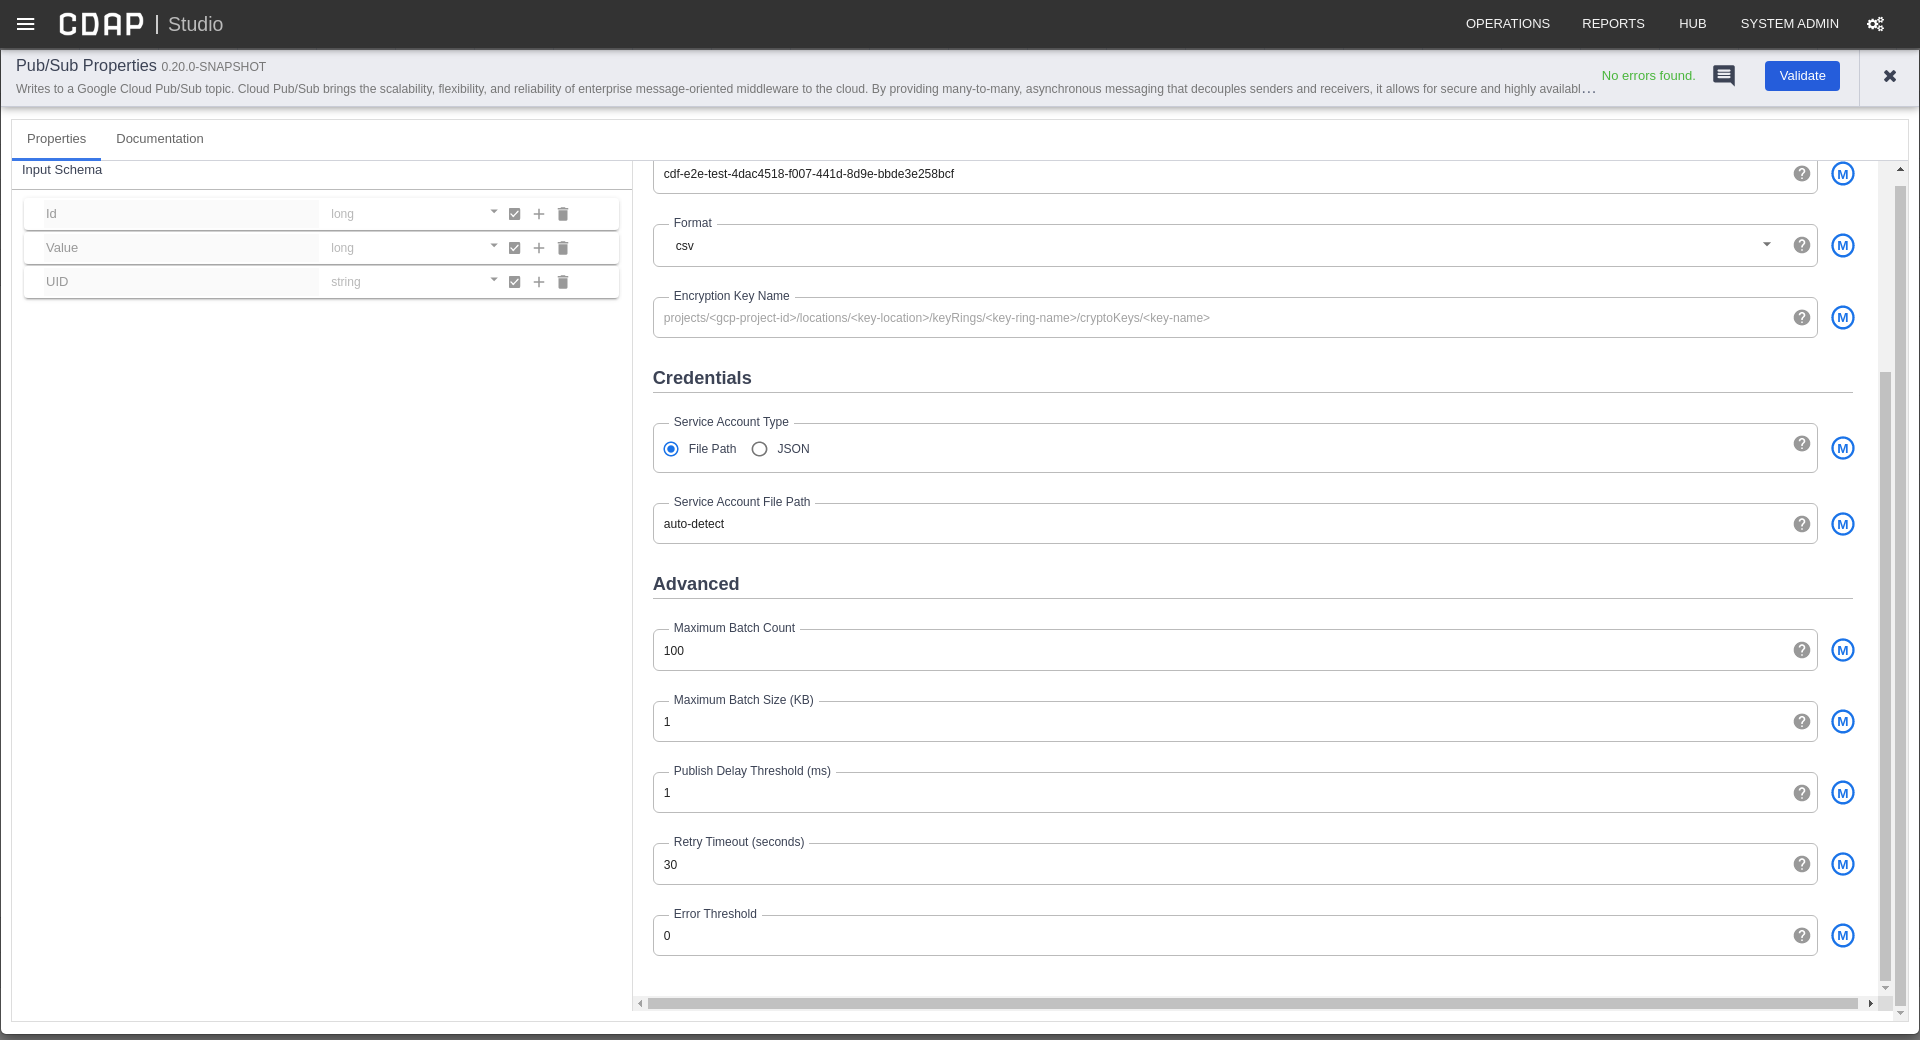 CDAP | Studio
OPERATIONS REPORTS HUB SYSTEM ADMIN
Pub/Sub Properties 0.20.0-SNAPSHOT
Writes to a Google Cloud Pub/Sub topic. Cloud Pub/Sub brings the scalability, flexibility, and reliability of enterprise message-oriented middleware to the cloud. By providing many-to-many, asynchronous messaging that decouples senders and receivers, it allows for secure and highly availabl...
No errors found.
Validate
Properties Documentation
Input Schema
Id long
Value long
UID string
cdf-e2e-test-4dac4518-f007-441d-8d9e-bbde3e258bcf
M
Format
csv
M
Encryption Key Name
projects/<gcp-project-id>/locations/<key-location>/keyRings/<key-ring-name>/cryptoKeys/<key-name>
M
Credentials
Service Account Type
File Path JSON
M
Service Account File Path
auto-detect
M
Advanced
Maximum Batch Count
100
M
Maximum Batch Size (KB)
1
M
Publish Delay Threshold (ms)
1
M
Retry Timeout (seconds)
30
M
Error Threshold
0
M